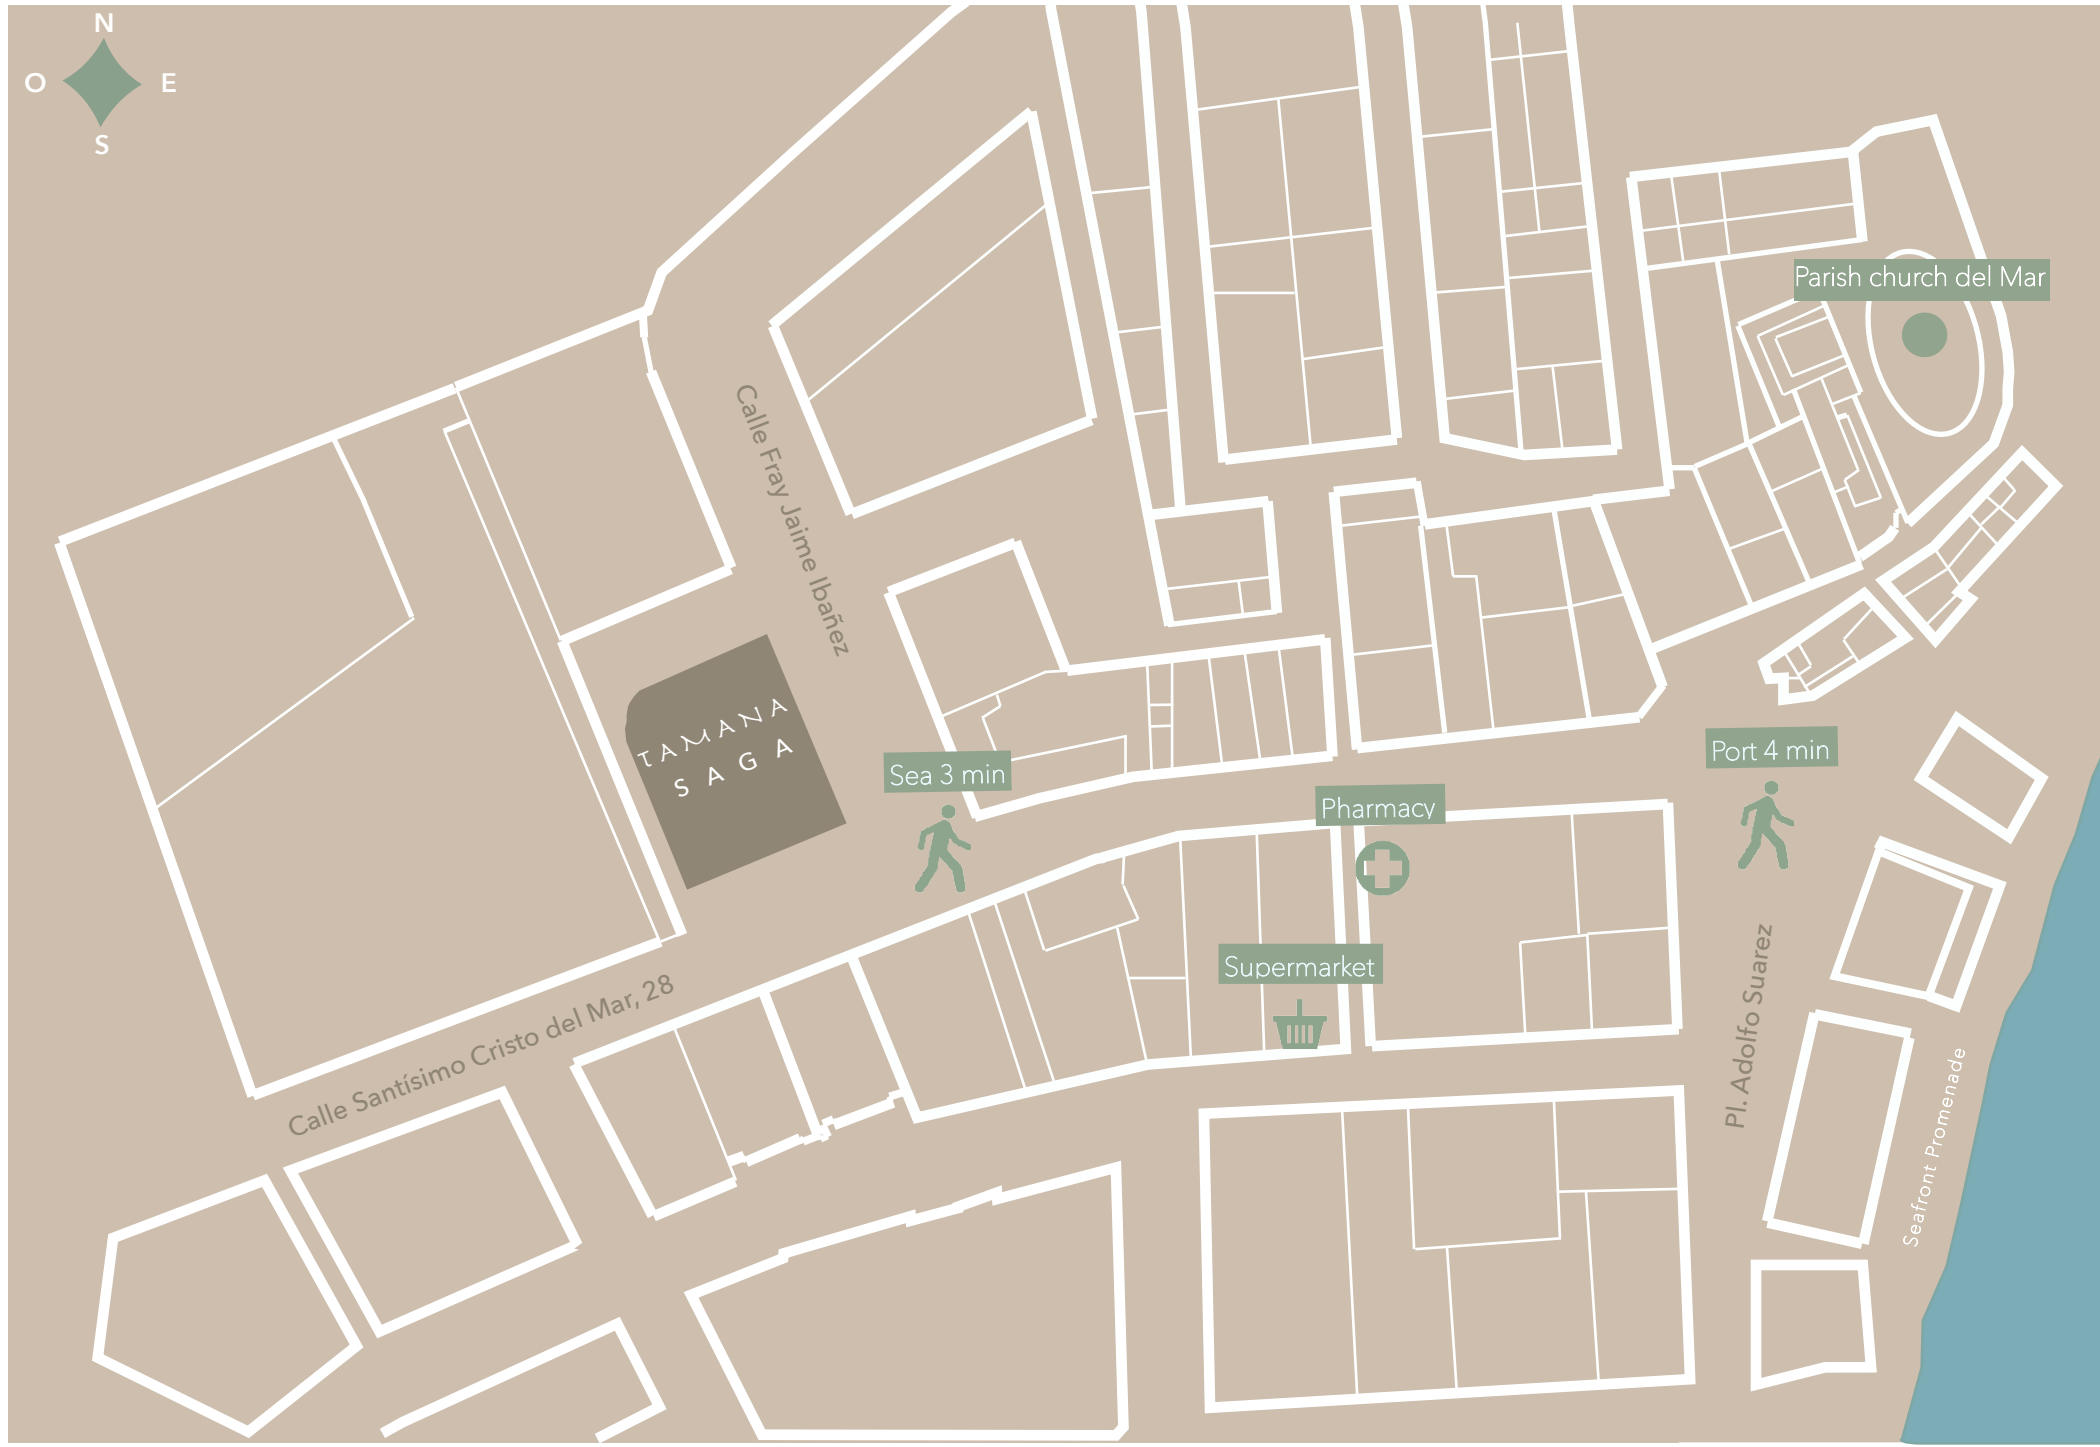 N
O
E
S
Parish church del Mar
Calle Fray Jaime Ibañez
TAMANA
SAGA
Sea 3 min
Port 4 min
Pharmacy
Supermarket
Pl. Adolfo Suarez
Calle Santísimo Cristo del Mar, 28
Seafront Promenade